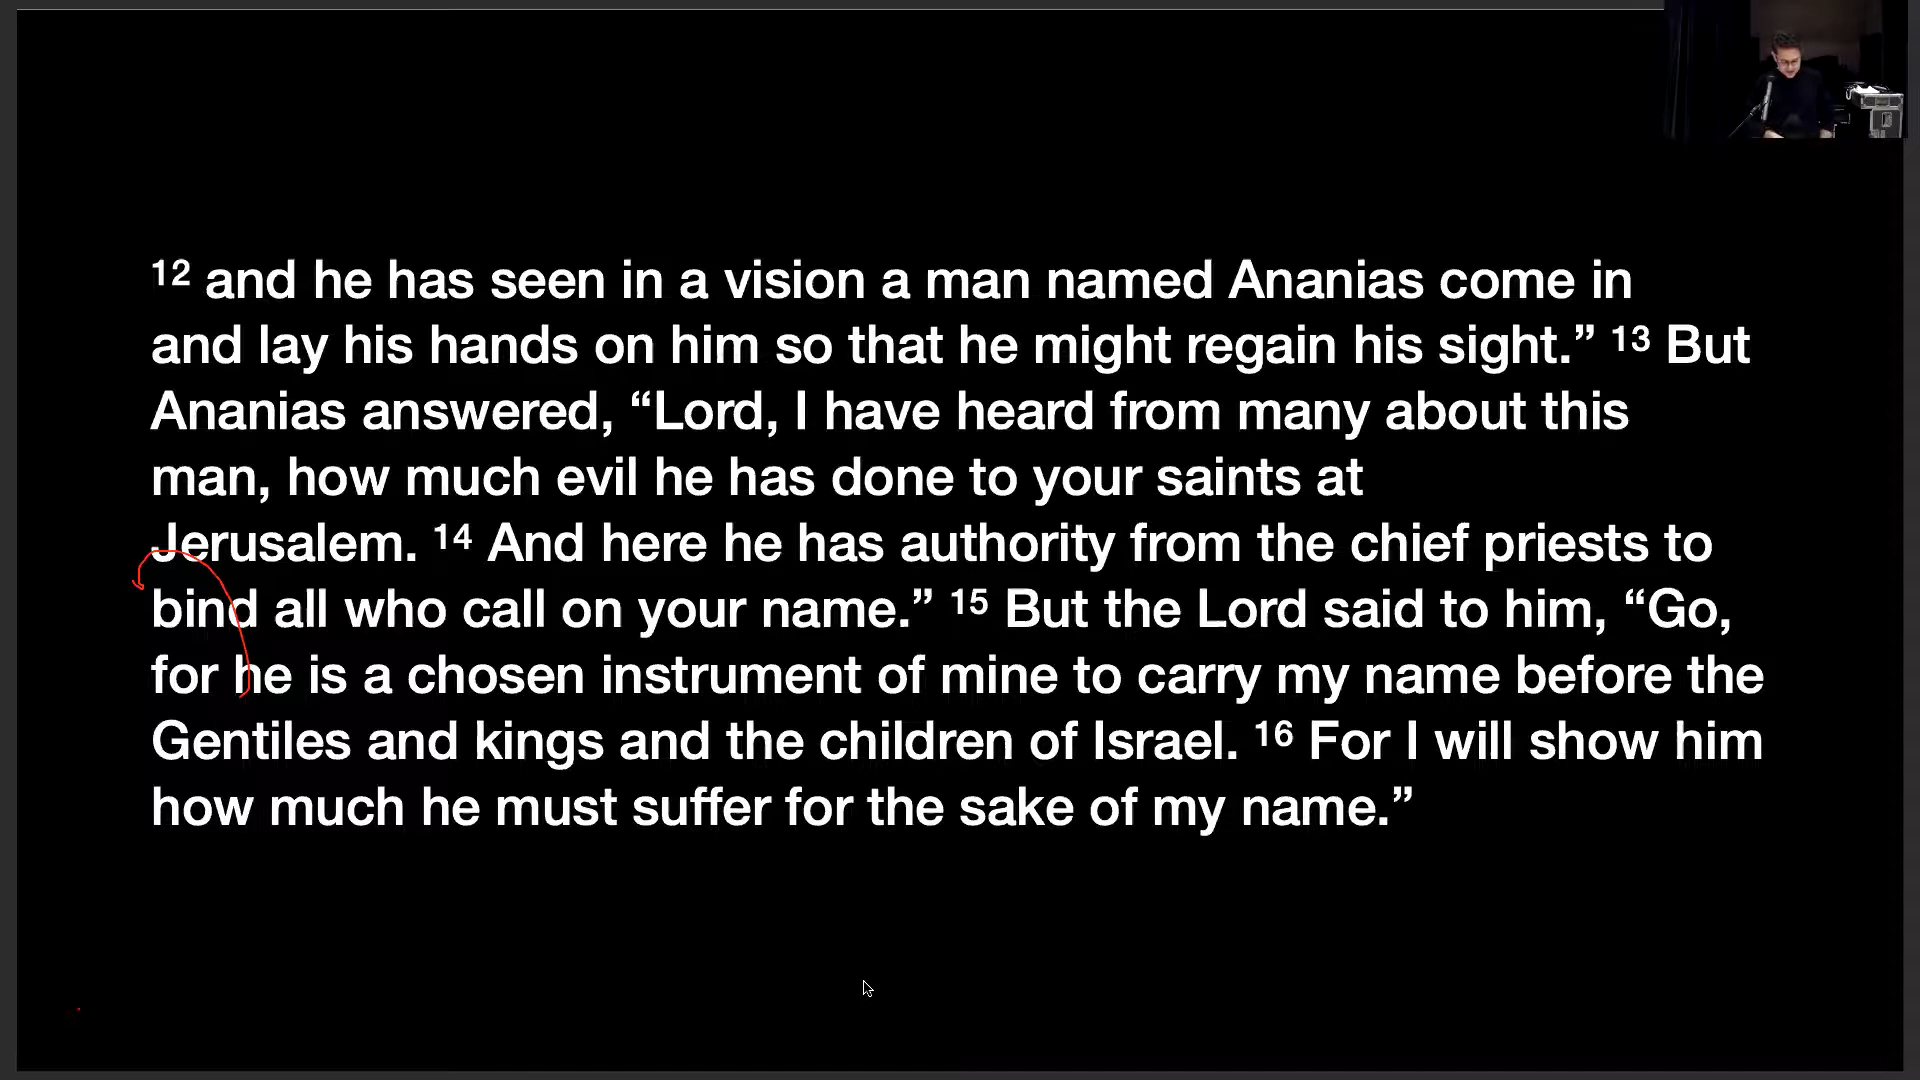 12 and he has seen in a vision a man named Ananias come in
and lay his hands on him so that he might regain his sight.” 13 But
Ananias answered, “Lord, I have heard from many about this
man, how much evil he has done to your saints at
Jerusalem. 14 And here he has authority from the chief priests to
bind all who call on your name.” 15 But the Lord said to him, “Go,
for he is a chosen instrument of mine to carry my name before the
Gentiles and kings and the children of Israel. 16 For I will show him
how much he must suffer for the sake of my name.”